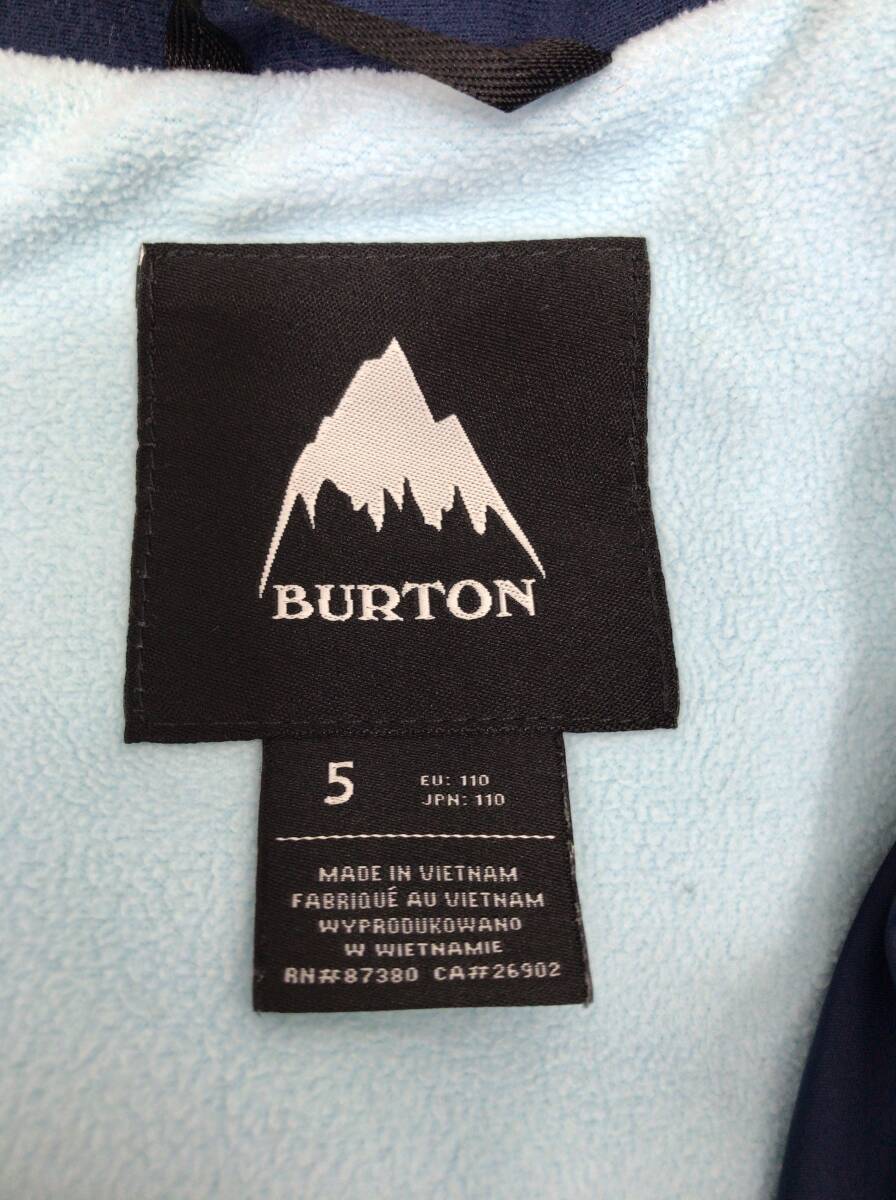 BURTON
5
EU: 110
JPN: 110
MADE IN VIETNAM
FABRIQUÉ AU VIETNAM
WYPRODUKOWANO
W WIETNAMIE
RN#87380 CA#26902